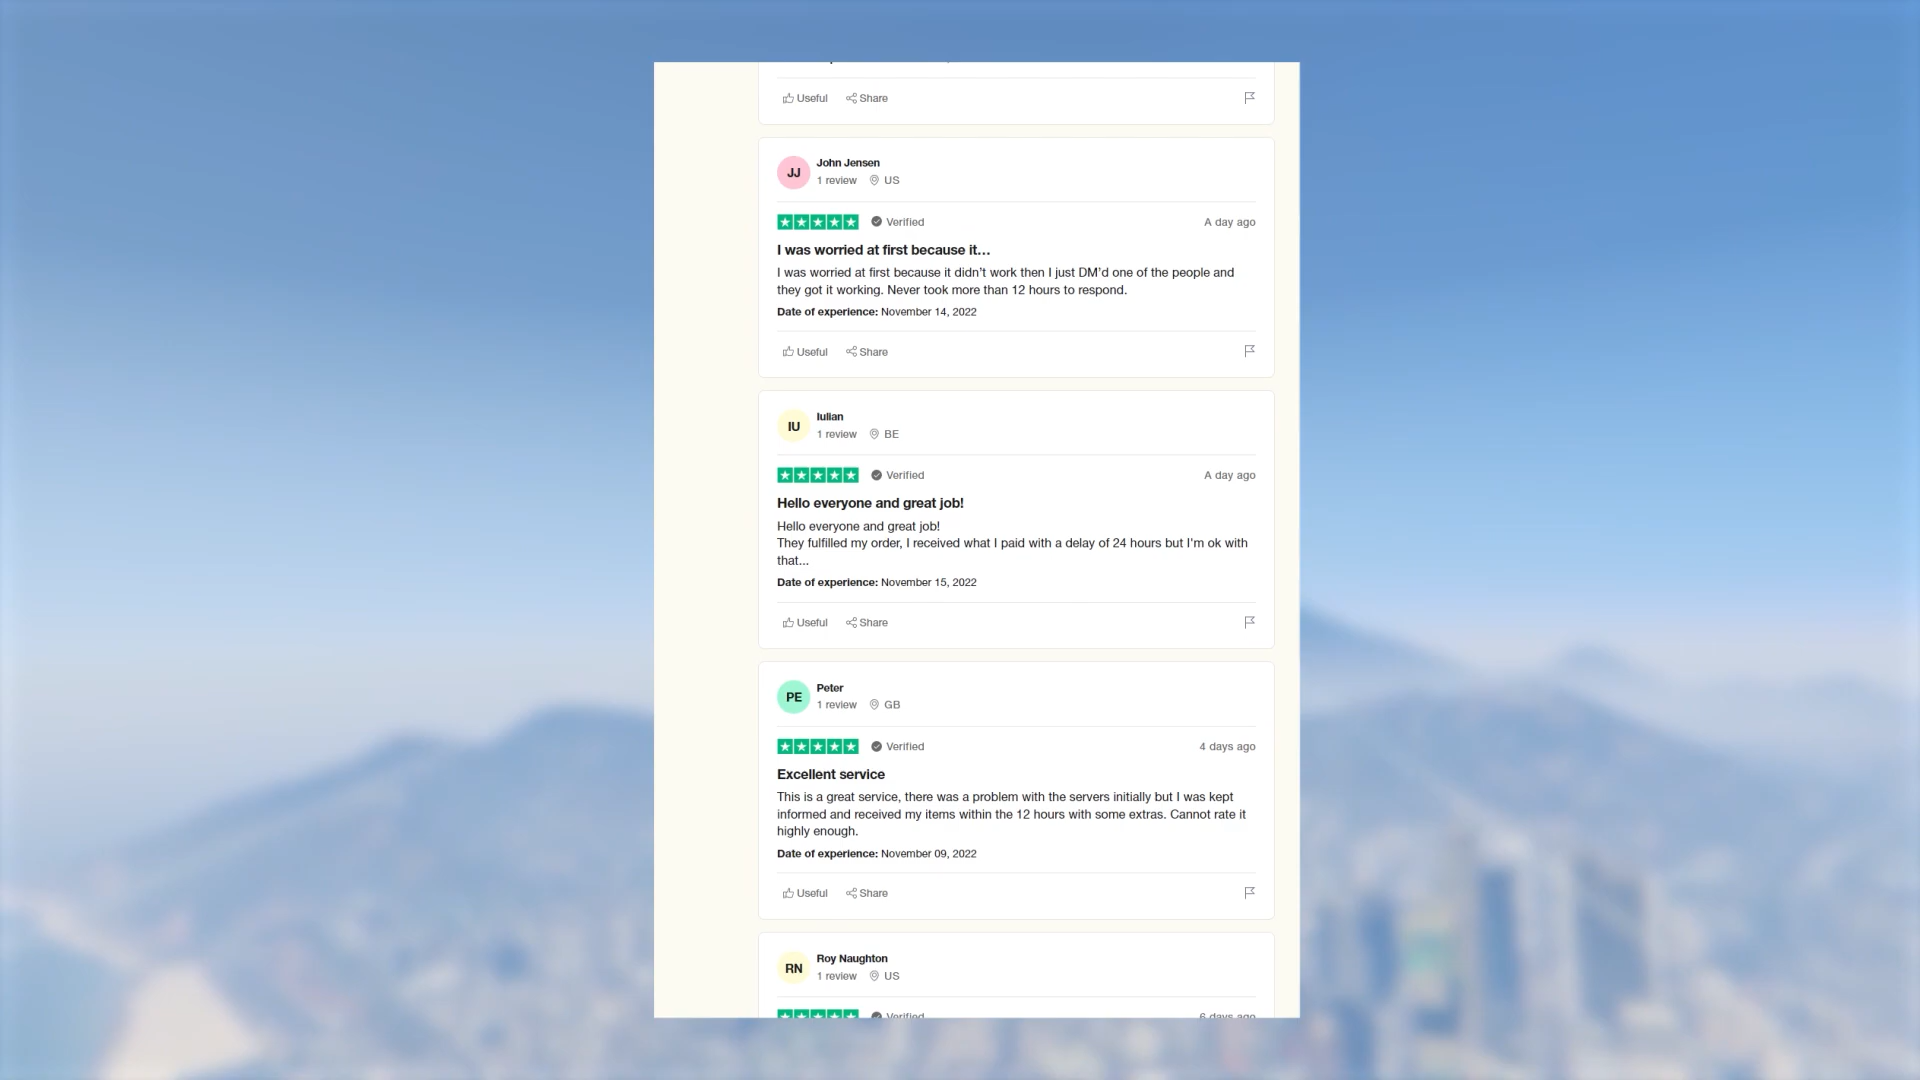 Useful Share
JJ
John Jensen
1 review US
Verified
A day ago
I was worried at first because it...
I was worried at first because it didn't work then I just DM'd one of the people and
they got it working. Never took more than 12 hours to respond.
Date of experience: November 14, 2022
Useful Share
IU
Iulian
1 review BE
Verified
A day ago
Hello everyone and great job!
Hello everyone and great job!
They fulfilled my order, I received what I paid with a delay of 24 hours but I'm ok with
that...
Date of experience: November 15, 2022
Useful Share
PE
Peter
1 review GB
Verified
4 days ago
Excellent service
This is a great service, there was a problem with the servers initially but I was kept
informed and received my items within the 12 hours with some extras. Cannot rate it
highly enough.
Date of experience: November 09, 2022
Useful Share
RN
Roy Naughton
1 review US
Verified
6 days ago